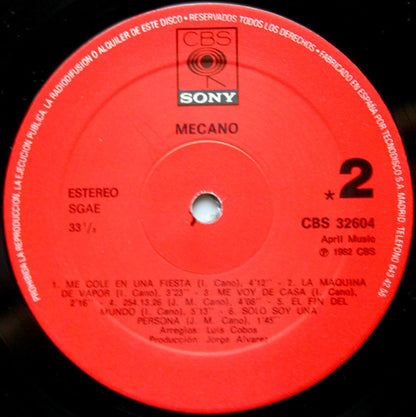 PROHIBIDA LA REPRODUCCION, LA EJECUCION PUBLICA, LA RADIODIFUSION O ALQUILER DE ESTE DISCO - RESERVADOS TODOS LOS DERECHOS - FABRICADO EN ESPAÑA POR TECNODISCO S.A. MADRID TELEFONO 643 42 56
CBS
SONY
MECANO
ESTEREO
SGAE
33 1/3
*2
CBS 32604
April Music
℗ 1982 CBS
1. ME COLE EN UNA FIESTA (I. Cano), 4'12" - 2. LA MAQUINA
DE VAPOR (I. Cano), 3'23" - 3. ME VOY DE CASA (I. Cano),
2'16" - 4. 254.13.26 (J. M. Cano), 4'08" - 5. EL FIN DEL
MUNDO (I. Cano), 5'13" - 6. SOLO SOY UNA
PERSONA (J. M. Cano), 1'45"
Arreglos: Luis Cobos
Producción: Jorge Alvarez